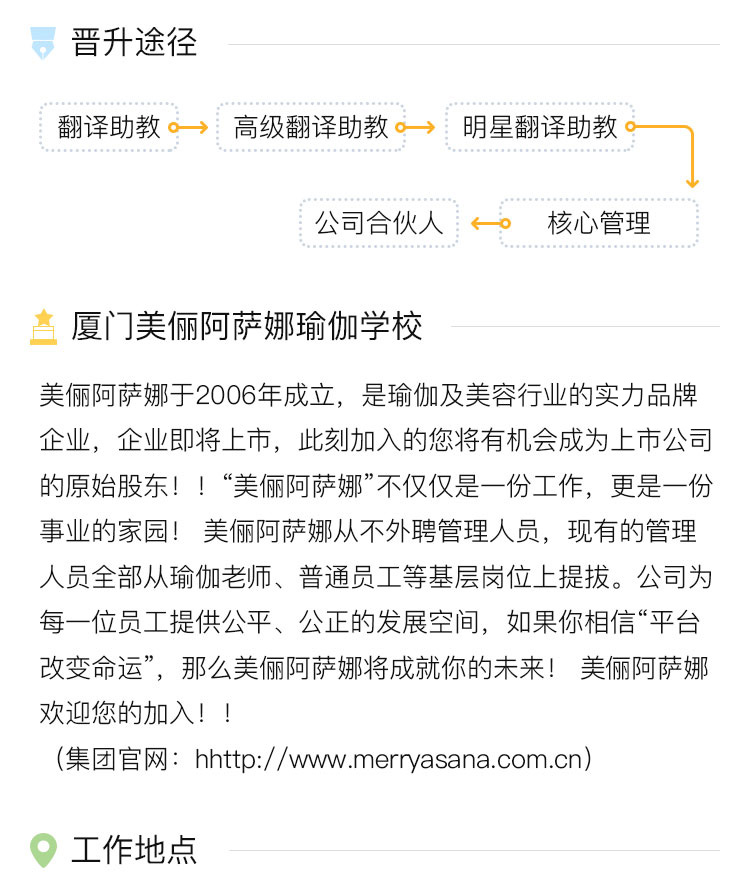 晋升途径
翻译助教
高级翻译助教
明星翻译助教
核心管理
公司合伙人
厦门美俪阿萨娜瑜伽学校
美俪阿萨娜于2006年成立，是瑜伽及美容行业的实力品牌
企业，企业即将上市，此刻加入的您将有机会成为上市公司
的原始股东！！“美俪阿萨娜”不仅仅是一份工作，更是一份
事业的家园！ 美俪阿萨娜从不外聘管理人员，现有的管理
人员全部从瑜伽老师、普通员工等基层岗位上提拔。公司为
每一位员工提供公平、公正的发展空间，如果你相信“平台
改变命运”，那么美俪阿萨娜将成就你的未来！ 美俪阿萨娜
欢迎您的加入！！
（集团官网：hhttp://www.merryasana.com.cn）
工作地点